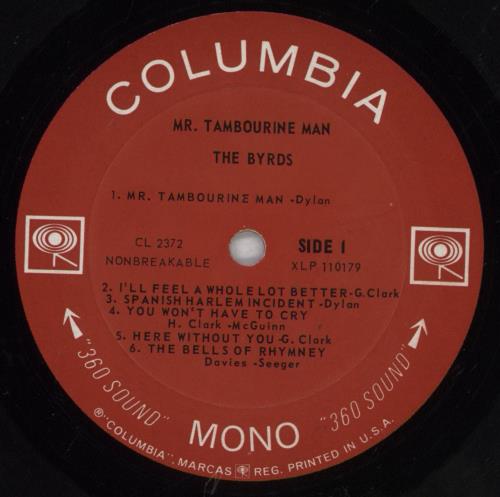 COLUMBIA
MR. TAMBOURINE MAN
THE BYRDS
1. MR. TAMBOURINE MAN -Dylan
CL 2372
NONBREAKABLE
SIDE 1
XLP 110179
2. I'LL FEEL A WHOLE LOT BETTER-G.Clark
3. SPANISH HARLEM INCIDENT -Dylan
4. YOU WON'T HAVE TO CRY
H. Clark -McGuinn
5. HERE WITHOUT YOU -G. Clark
6. THE BELLS OF RHYMNEY
Davies -Seeger
"360 SOUND"
MONO
"360 SOUND"
® "COLUMBIA". MARCAS REG. PRINTED IN U.S.A.